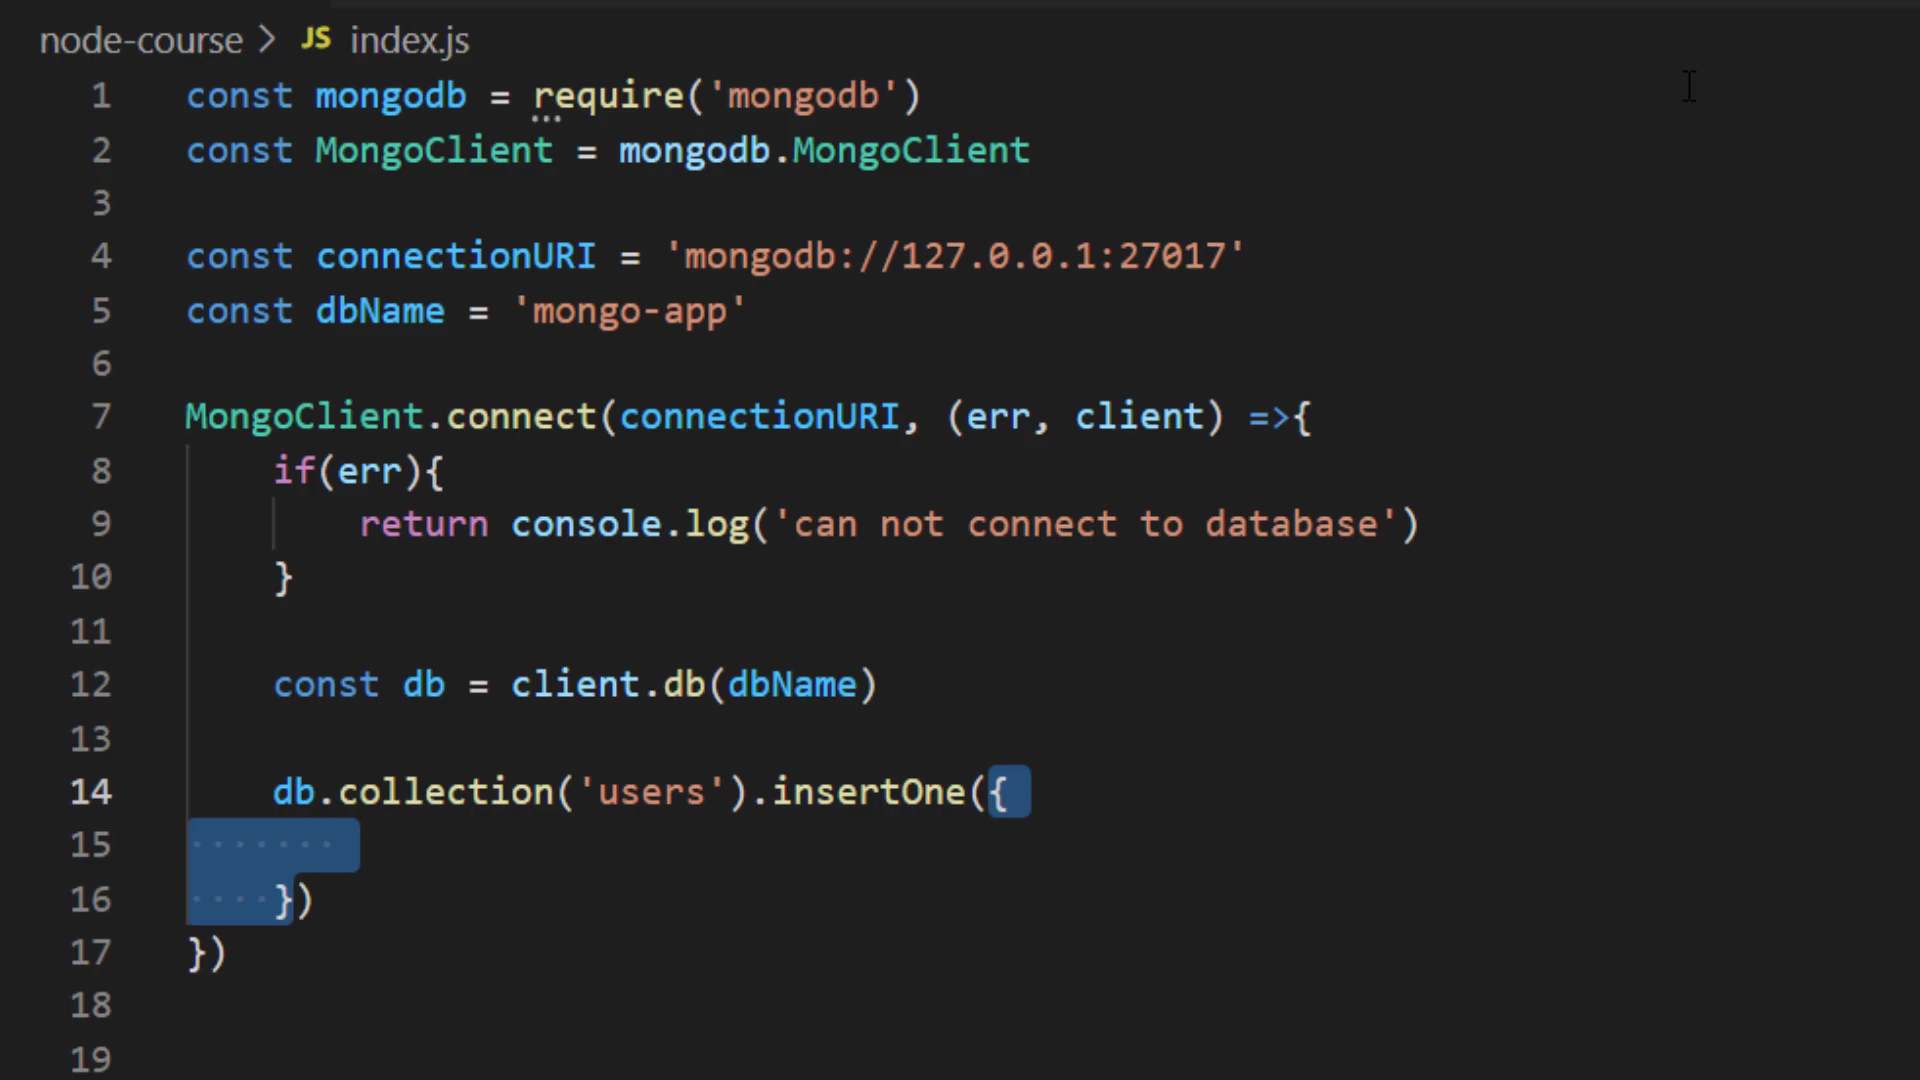 node-course > JS index.js
1 const mongodb = require('mongodb')
2 const MongoClient = mongodb.MongoClient
3
4 const connectionURI = 'mongodb://127.0.0.1:27017'
5 const dbName = 'mongo-app'
6
7 MongoClient.connect(connectionURI, (err, client) =>{
8     if(err){
9         return console.log('can not connect to database')
10     }
11
12     const db = client.db(dbName)
13
14     db.collection('users').insertOne({
15
16     })
17 })
18
19